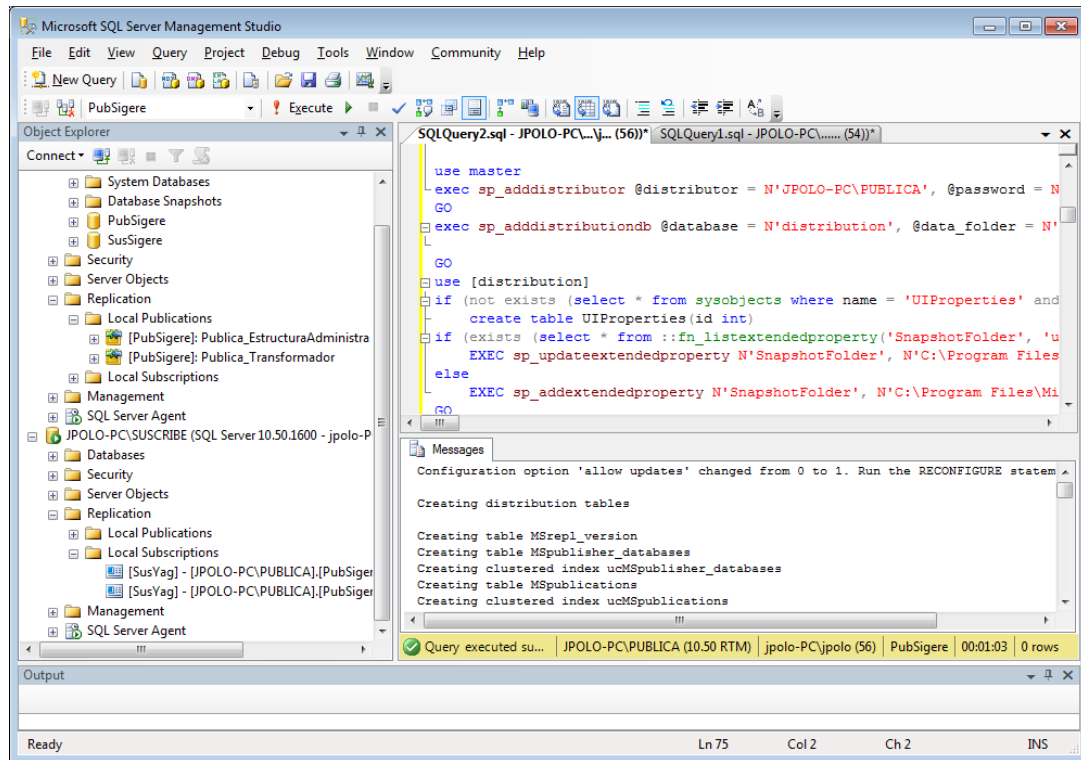 Microsoft SQL Server Management Studio
File Edit View Query Project Debug Tools Window Community Help
New Query
PubSigere Execute
Object Explorer
Connect
System Databases
Database Snapshots
PubSigere
SusSigere
Security
Server Objects
Replication
Local Publications
[PubSigere]: Publica_EstructuraAdministra
[PubSigere]: Publica_Transformador
Local Subscriptions
Management
SQL Server Agent
JPOLO-PC\SUSCRIBE (SQL Server 10.50.1600 - jpolo-P
Databases
Security
Server Objects
Replication
Local Publications
Local Subscriptions
[SusYag] - [JPOLO-PC\PUBLICA].[PubSiger
[SusYag] - [JPOLO-PC\PUBLICA].[PubSiger
Management
SQL Server Agent
SQLQuery2.sql - JPOLO-PC\...\j... (56))* SQLQuery1.sql - JPOLO-PC\...... (54))*
use master
exec sp_adddistributor @distributor = N'JPOLO-PC\PUBLICA', @password = N
GO
exec sp_adddistributiondb @database = N'distribution', @data_folder = N'
GO
use [distribution]
if (not exists (select * from sysobjects where name = 'UIProperties' and
create table UIProperties(id int)
if (exists (select * from ::fn_listextendedproperty('SnapshotFolder', 'u
EXEC sp_updateextendedproperty N'SnapshotFolder', N'C:\Program Files
else
EXEC sp_addextendedproperty N'SnapshotFolder', N'C:\Program Files\Mi
GO
Messages
Configuration option 'allow updates' changed from 0 to 1. Run the RECONFIGURE statem
Creating distribution tables
Creating table MSrepl_version
Creating table MSpublisher_databases
Creating clustered index ucMSpublisher_databases
Creating table MSpublications
Creating clustered index ucMSpublications
Query executed su... JPOLO-PC\PUBLICA (10.50 RTM) jpolo-PC\jpolo (56) PubSigere 00:01:03 0 rows
Output
Ready Ln 75 Col 2 Ch 2 INS